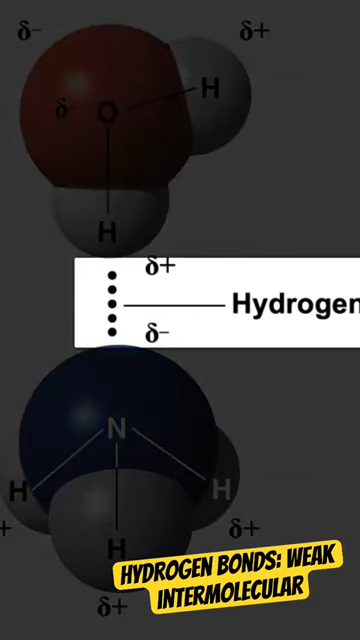 δ− δ+
δ− O H
H
δ+
Hydrogen
δ−
N
H H
+ δ+
H
HYDROGEN BONDS: WEAK
INTERMOLECULAR
δ+